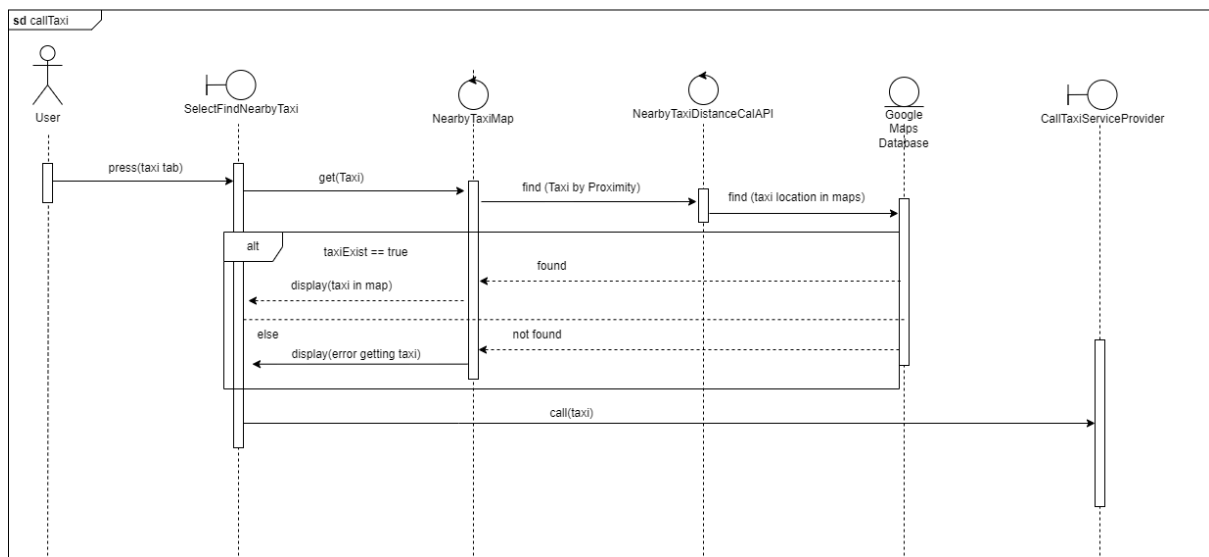 sd callTaxi
User
SelectFindNearbyTaxi
NearbyTaxiMap
NearbyTaxiDistanceCalAPI
Google
Maps
Database
CallTaxiServiceProvider
press(taxi tab)
get(Taxi)
find (Taxi by Proximity)
find (taxi location in maps)
alt
taxiExist == true
found
display(taxi in map)
else
not found
display(error getting taxi)
call(taxi)